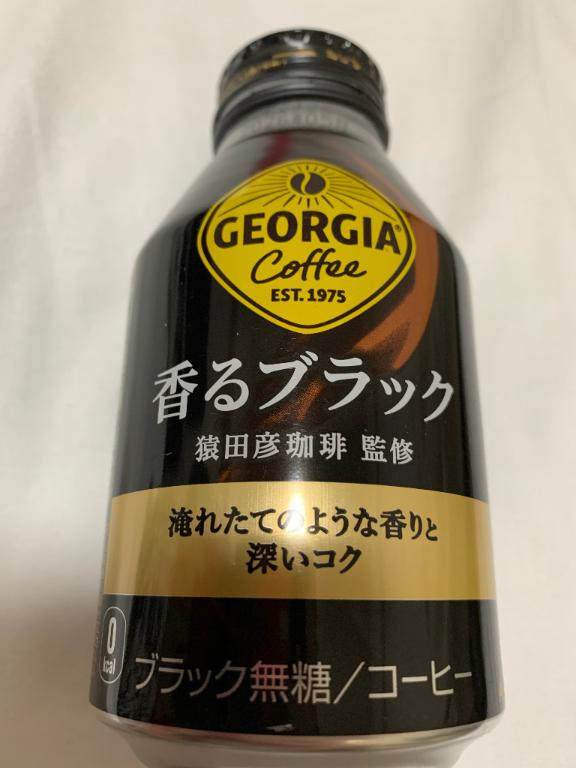 GEORGIA®
Coffee
EST. 1975
香るブラック
猿田彦珈琲 監修
淹れたてのような香りと
深いコク
0
kcal
ブラック無糖/コーヒー